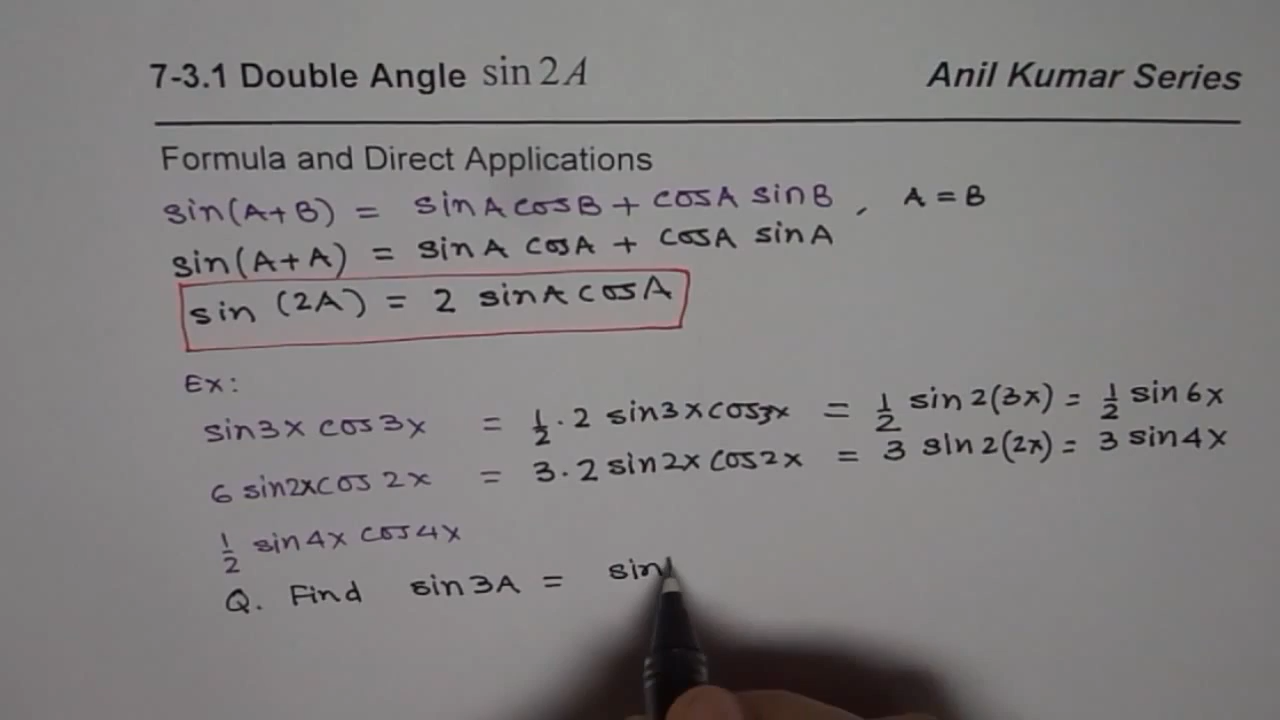 7-3.1 Double Angle sin 2A
Anil Kumar Series
Formula and Direct Applications
sin(A+B) = sinA cosB + cosA sinB , A = B
sin(A+A) = sinA cosA + cosA sinA
sin (2A) = 2 sinA cosA
Ex:
sin3x cos3x = 1/2 · 2 sin3x cos3x = 1/2 sin 2(3x) = 1/2 sin 6x
6 sin2x cos 2x = 3 · 2 sin2x cos2x = 3 sin 2(2x) = 3 sin4x
1/2 sin4x cos4x
Q. Find sin3A = sin